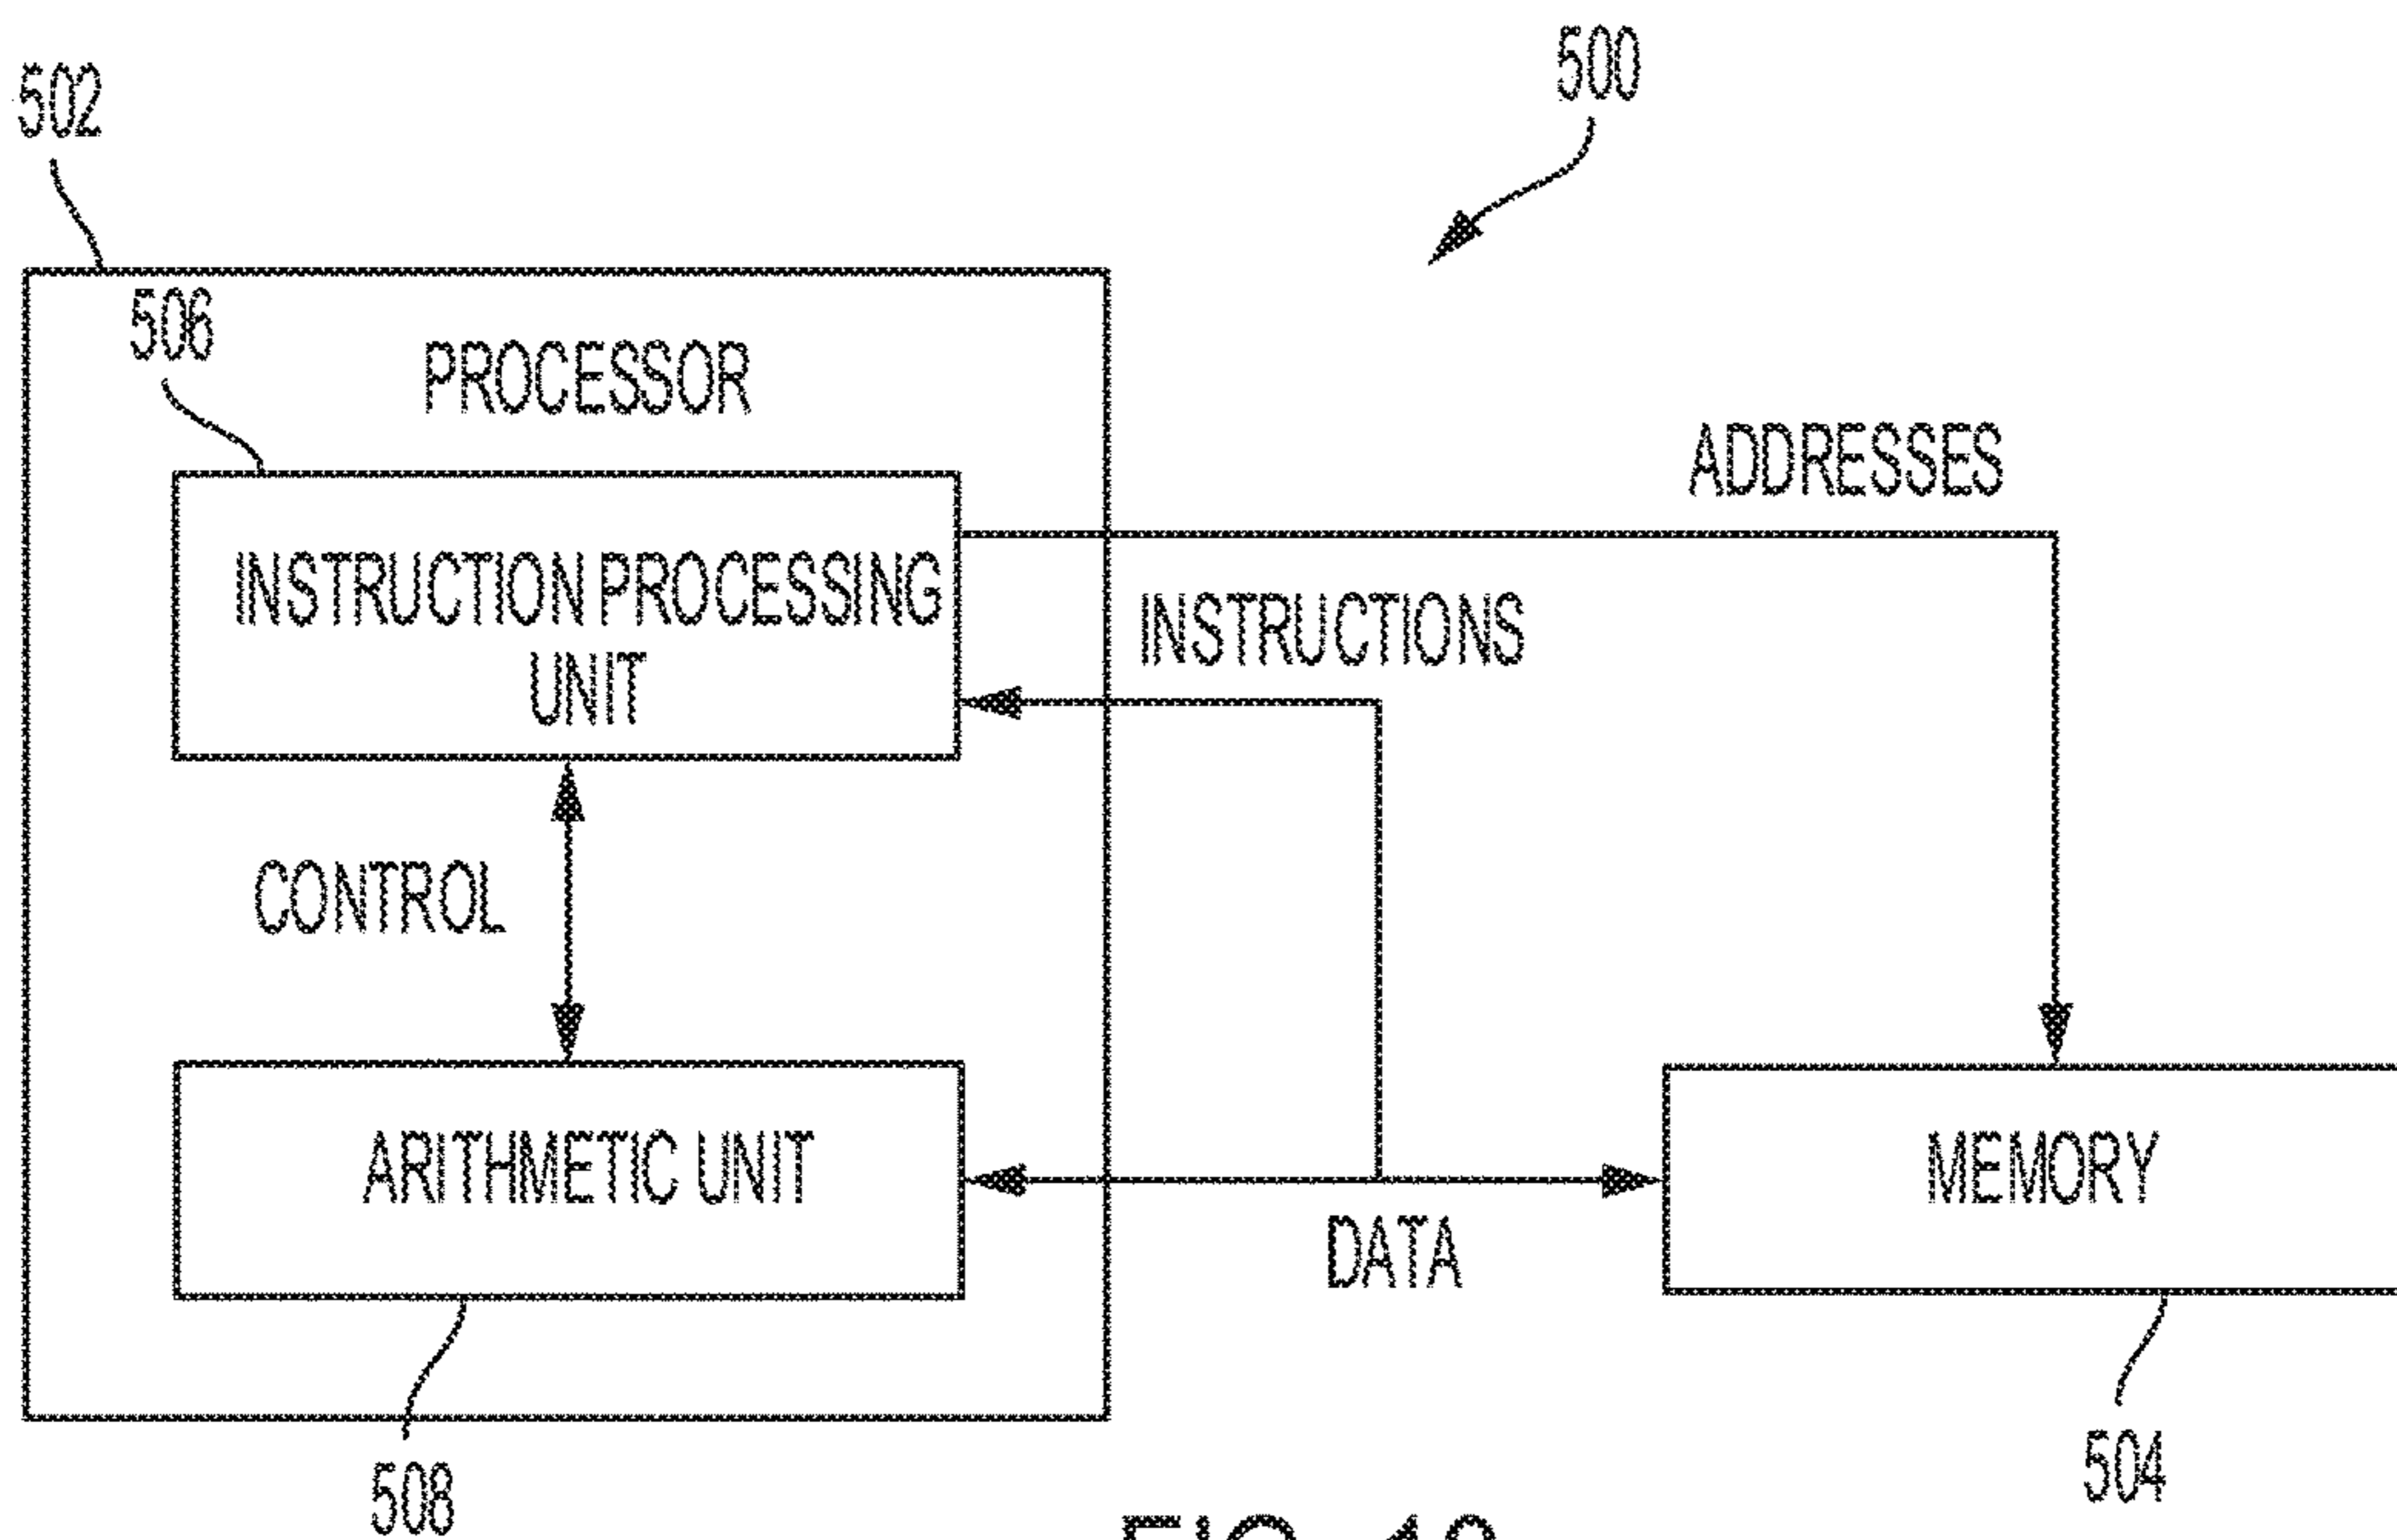 500
502
506
PROCESSOR
ADDRESSES
INSTRUCTION PROCESSING
UNIT
INSTRUCTIONS
CONTROL
ARITHMETIC UNIT
MEMORY
DATA
504
508